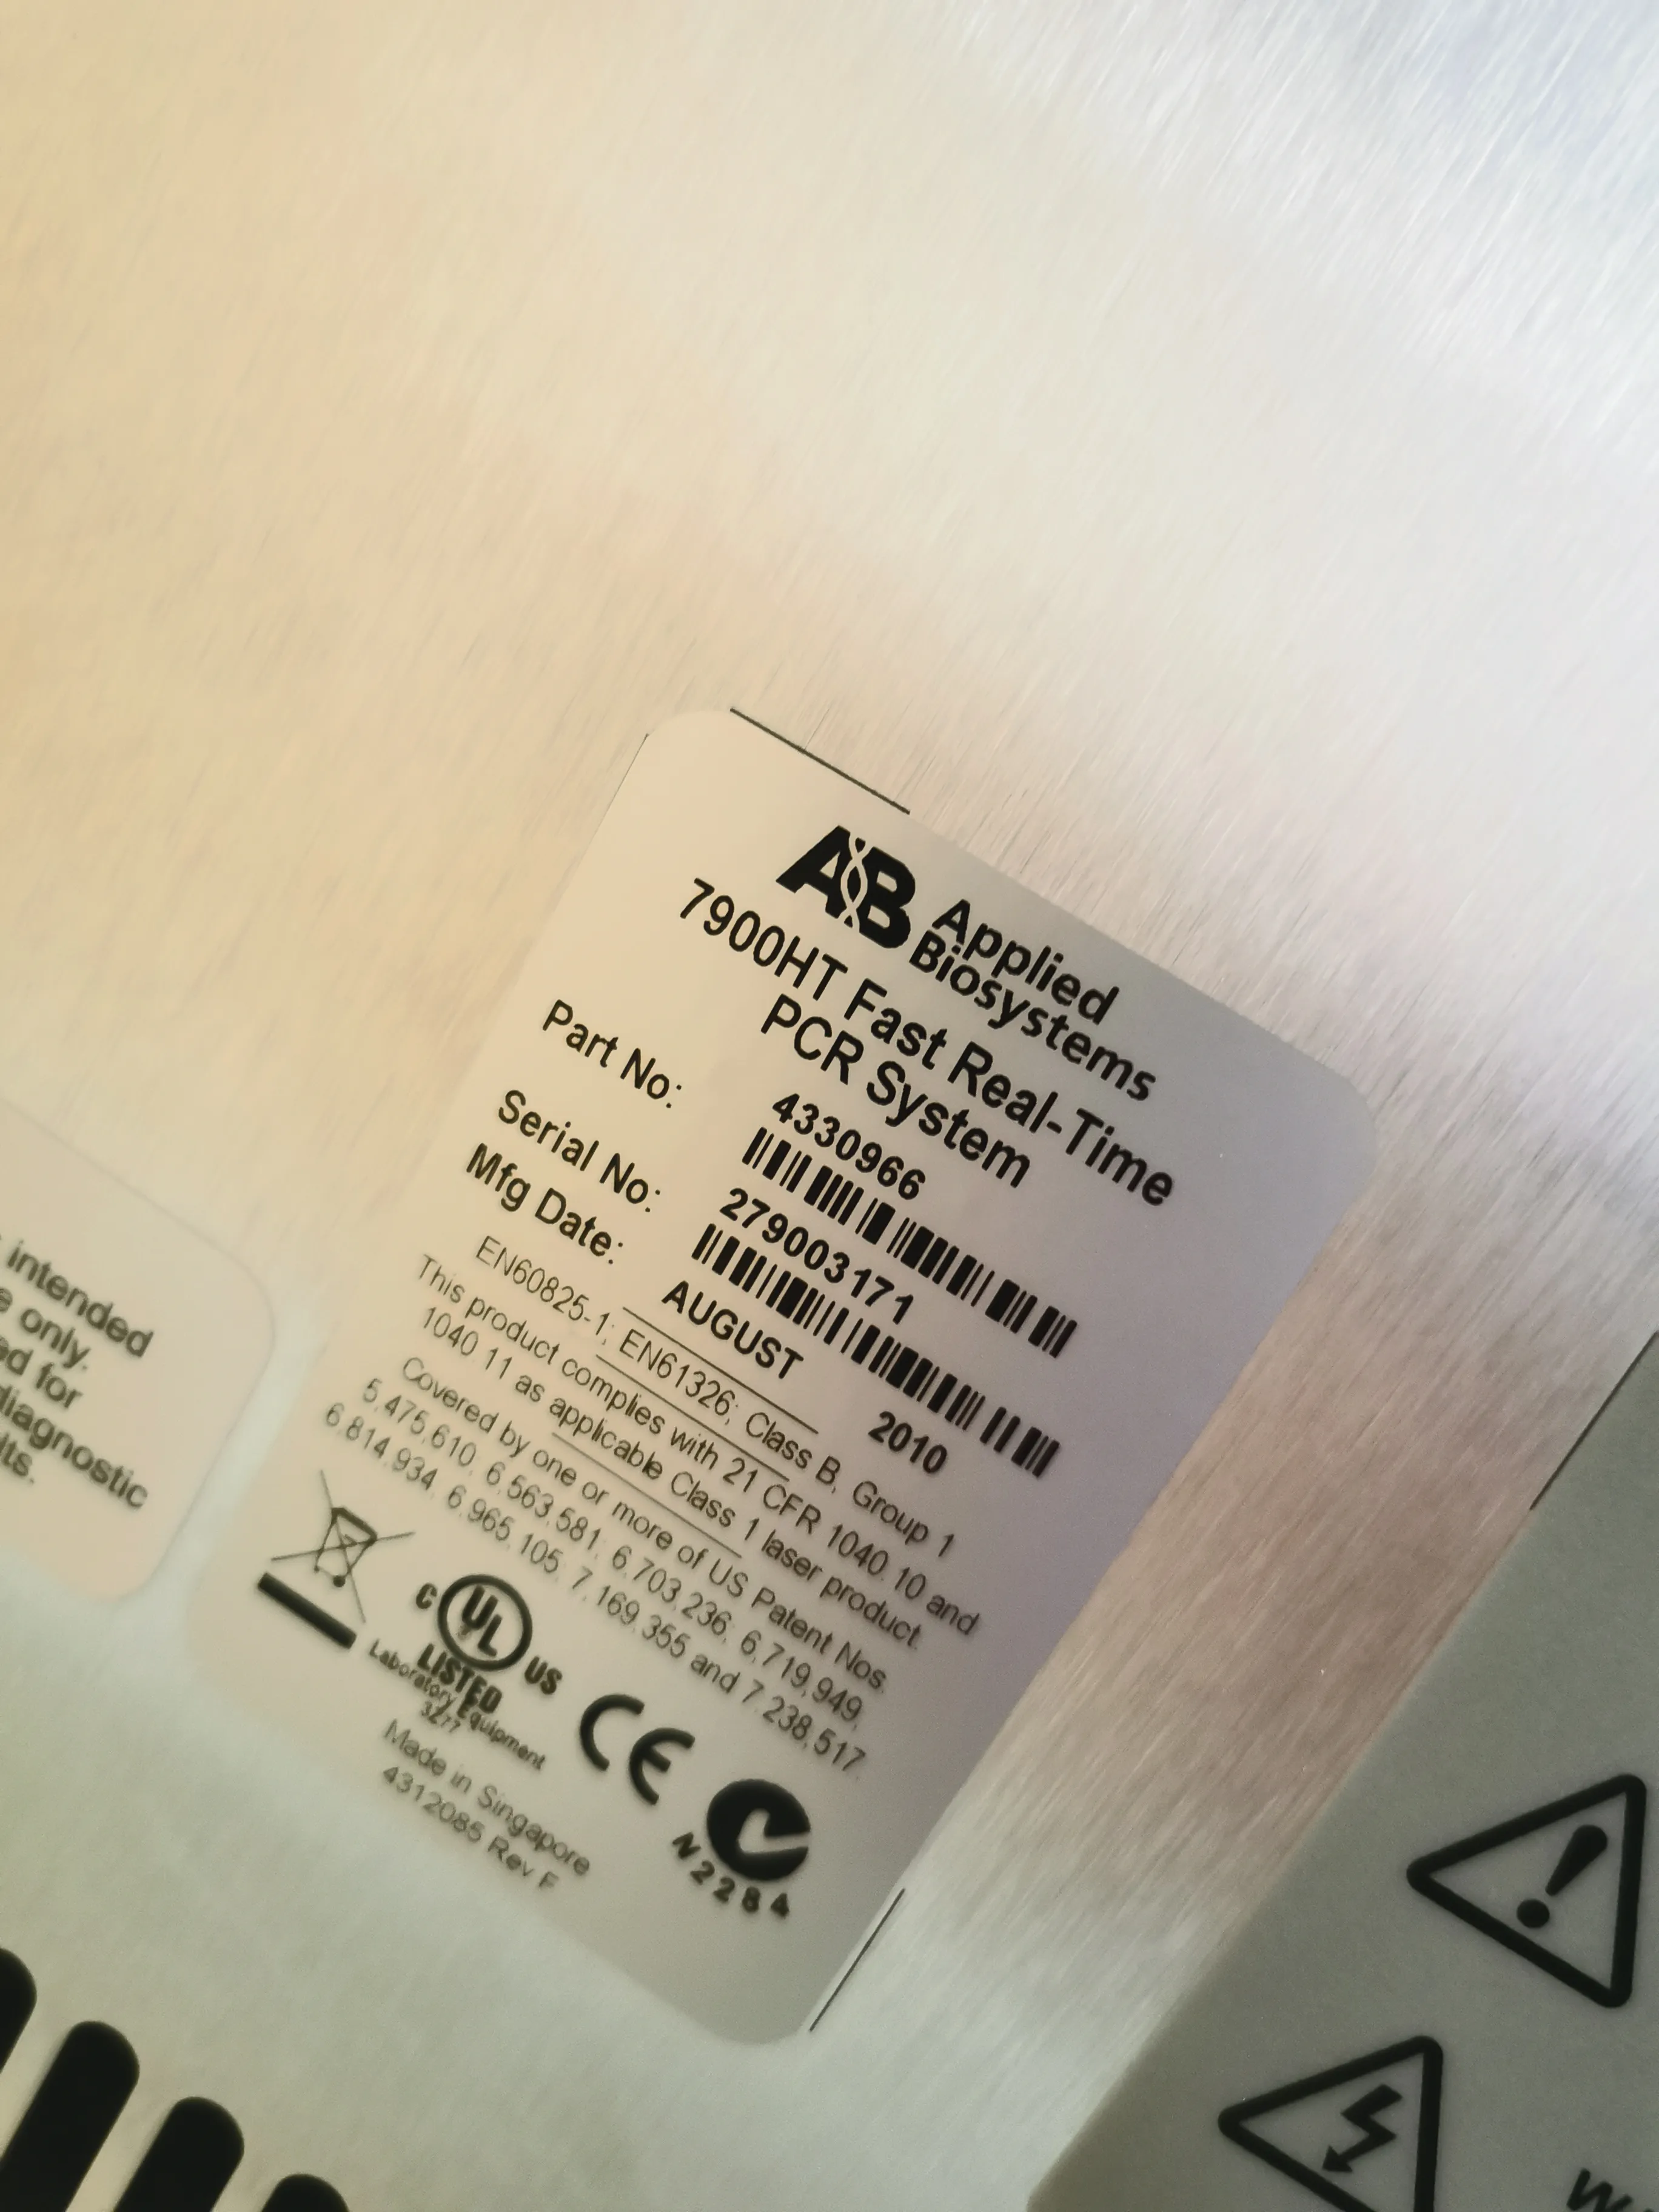 intended
only.
for
diagnostic
AB Applied
Biosystems
7900HT Fast Real-Time
PCR System
Part No: 4330966
Serial No: 279003171
Mfg Date: AUGUST 2010
EN60825-1; EN61326; Class B, Group 1
This product complies with 21 CFR 1040.10 and
1040.11 as applicable Class 1 laser product.
Covered by one or more of US Patent Nos.
5,475,610; 6,563,581; 6,703,236; 6,719,949;
6,814,934; 6,965,105; 7,169,355 and 7,238,517.
C UL US
LISTED
Laboratory Equipment
3Z77
CE
N2284
Made in Singapore
4312085 Rev F